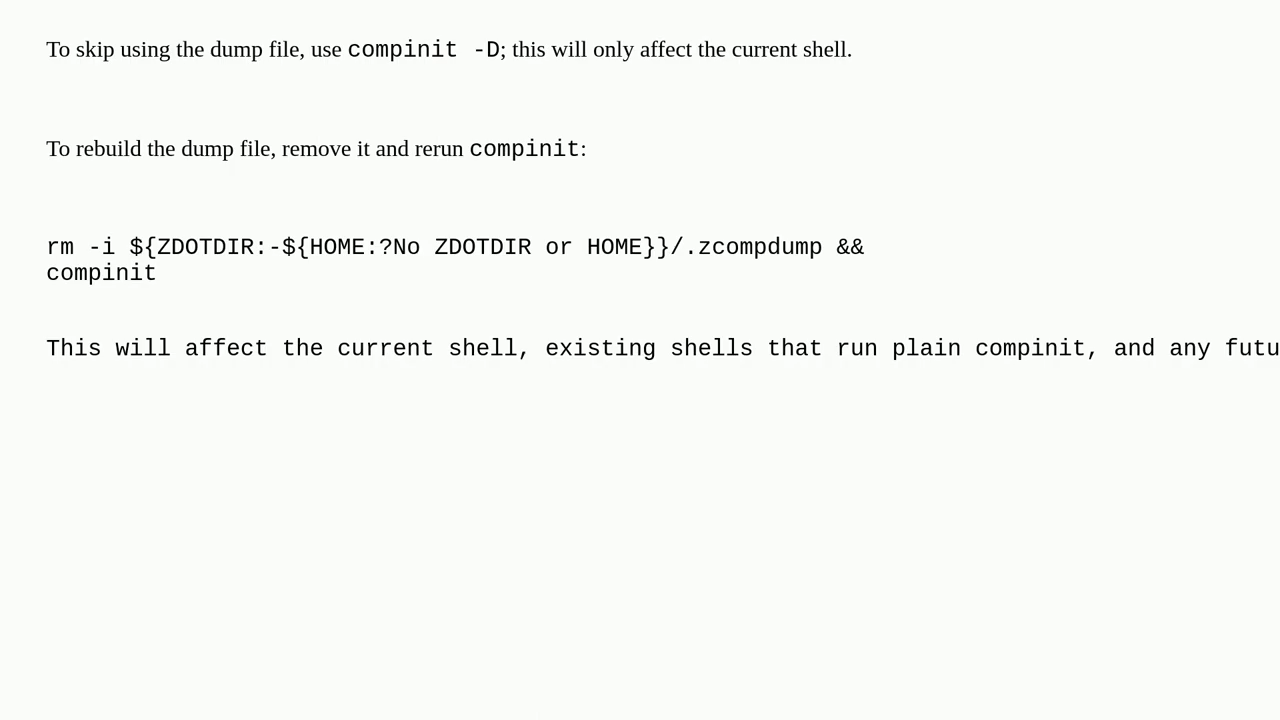 To skip using the dump file, use compinit -D; this will only affect the current shell.
To rebuild the dump file, remove it and rerun compinit:
rm -i ${ZDOTDIR:-${HOME:?No ZDOTDIR or HOME}}/.zcompdump &&
compinit
This will affect the current shell, existing shells that run plain compinit, and any